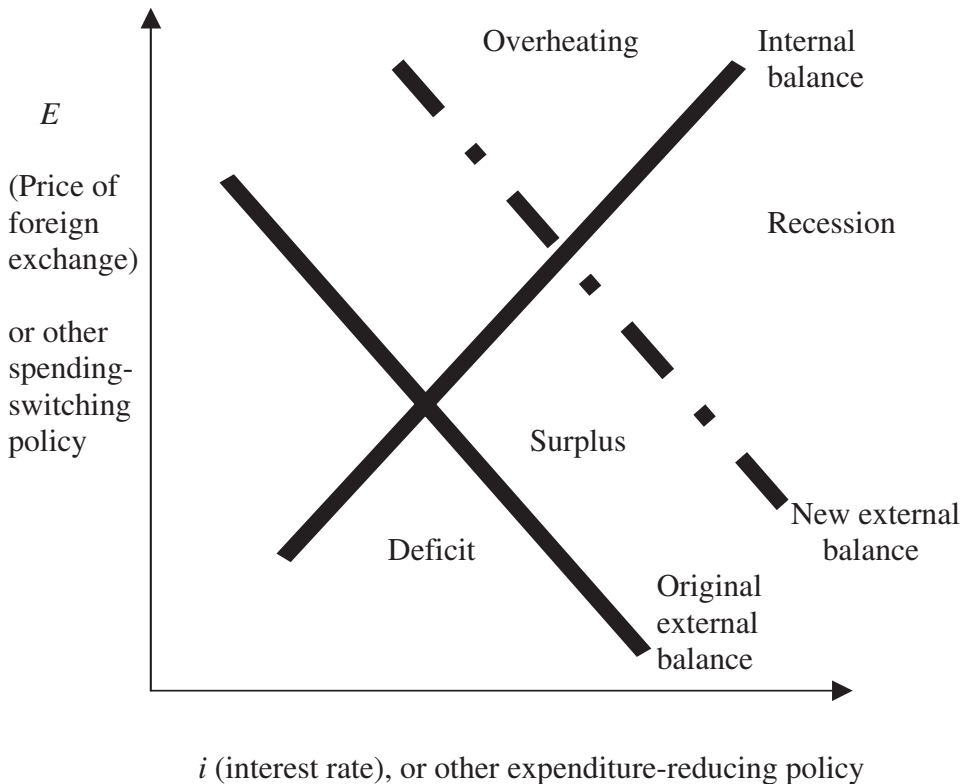 Overheating
Internal
balance
E
(Price of
foreign
exchange)
or other
spending-
switching
policy
Recession
Surplus
Deficit
New external
balance
Original
external
balance
i (interest rate), or other expenditure-reducing policy